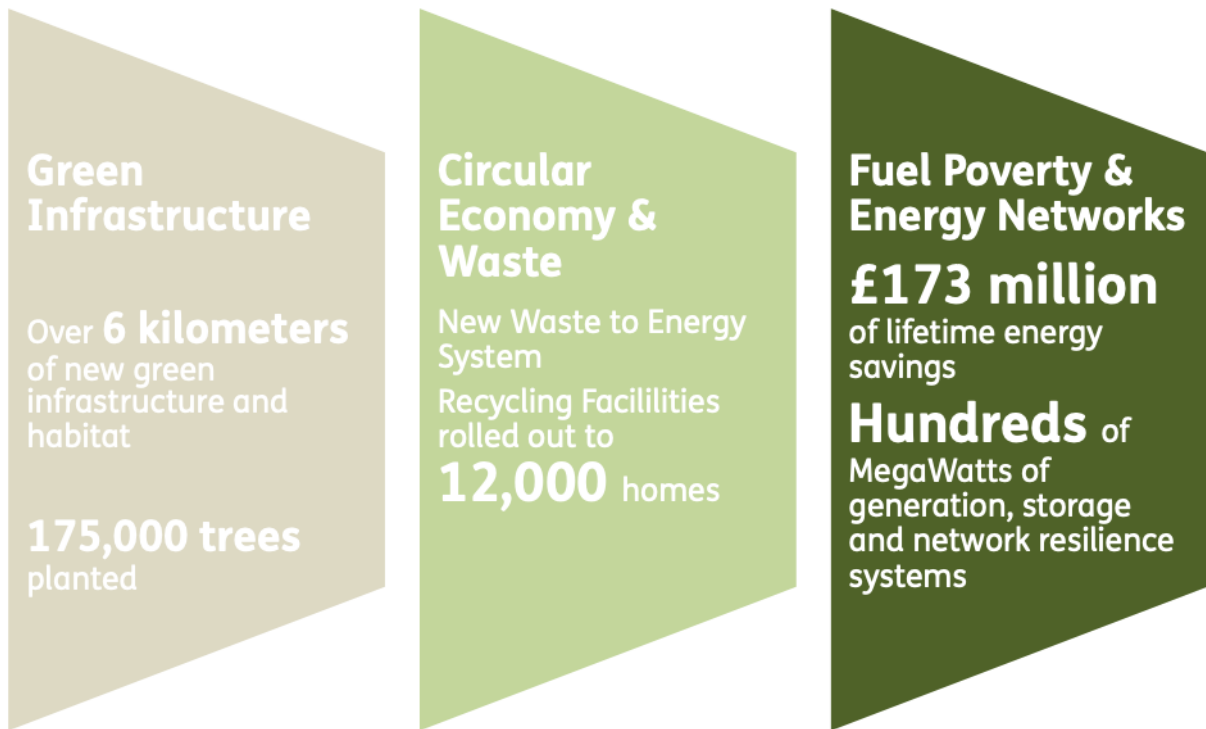 Green
Infrastructure
Over 6 kilometers
of new green
infrastructure and
habitat
175,000 trees
planted
Circular
Economy &
Waste
New Waste to Energy
System
Recycling Facililities
rolled out to
12,000 homes
Fuel Poverty &
Energy Networks
£173 million
of lifetime energy
savings
Hundreds of
MegaWatts of
generation, storage
and network resilience
systems